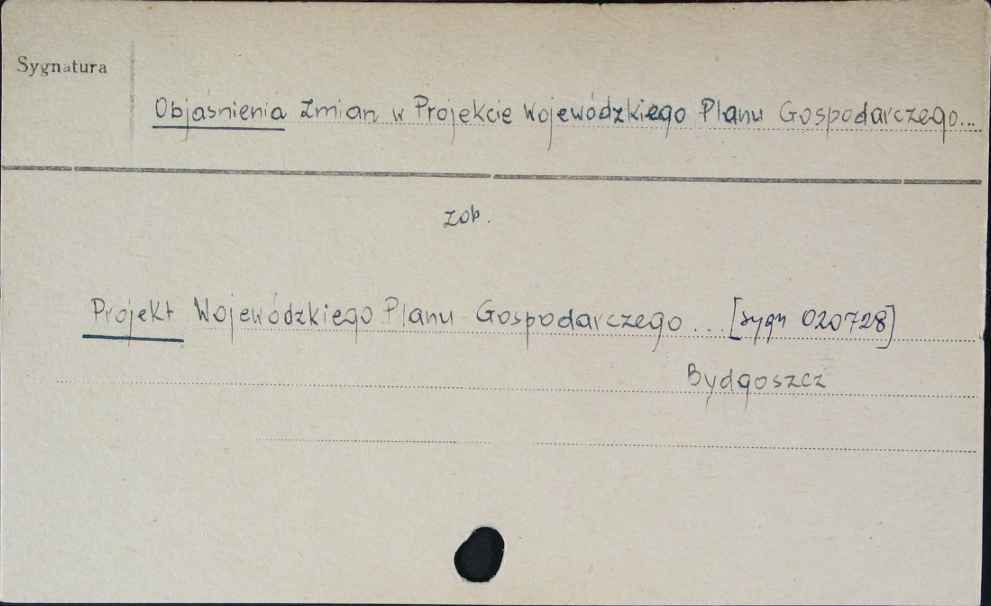 Sygnatura
Objaśnienia Zmian w Projekcie Wojewódzkiego Planu Gospodarczego...
zob.
Projekt Wojewódzkiego Planu Gospodarczego ... [sygn 020728]
Bydgoszcz